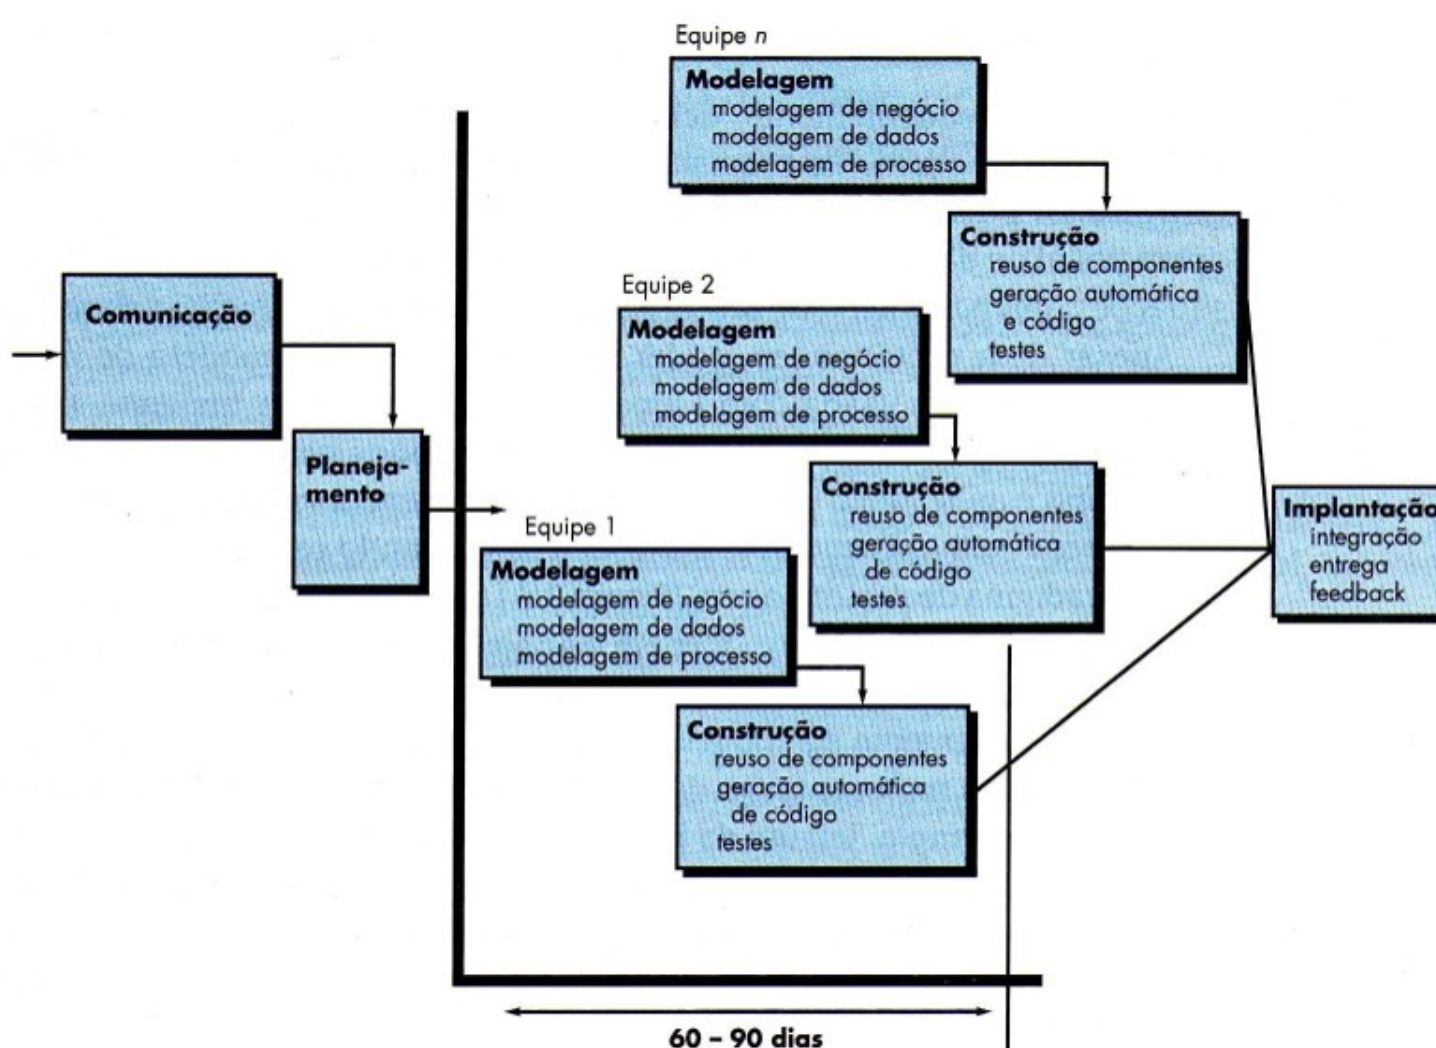 Equipe n
Modelagem
modelagem de negócio
modelagem de dados
modelagem de processo
Construção
reuso de componentes
geração automática
e código
testes
Equipe 2
Modelagem
modelagem de negócio
modelagem de dados
modelagem de processo
Construção
reuso de componentes
geração automática
de código
testes
Comunicação
Planeja-
mento
Equipe 1
Modelagem
modelagem de negócio
modelagem de dados
modelagem de processo
Construção
reuso de componentes
geração automática
de código
testes
Implantação
integração
entrega
feedback
60 – 90 dias